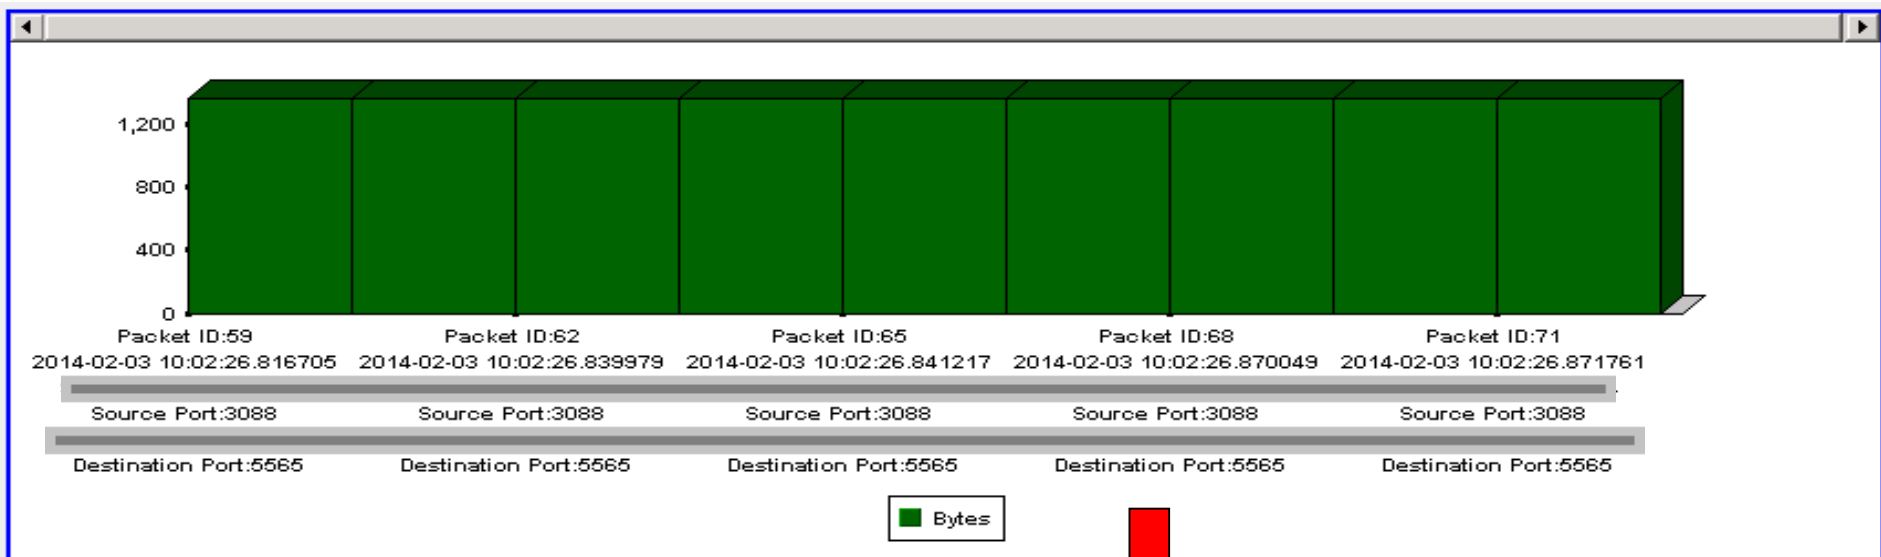 1,200
800
400
0
Packet ID:59 Packet ID:62 Packet ID:65 Packet ID:68 Packet ID:71
2014-02-03 10:02:26.816705 2014-02-03 10:02:26.839979 2014-02-03 10:02:26.841217 2014-02-03 10:02:26.870049 2014-02-03 10:02:26.871761
Source Port:3088 Source Port:3088 Source Port:3088 Source Port:3088 Source Port:3088
Destination Port:5565 Destination Port:5565 Destination Port:5565 Destination Port:5565 Destination Port:5565
Bytes